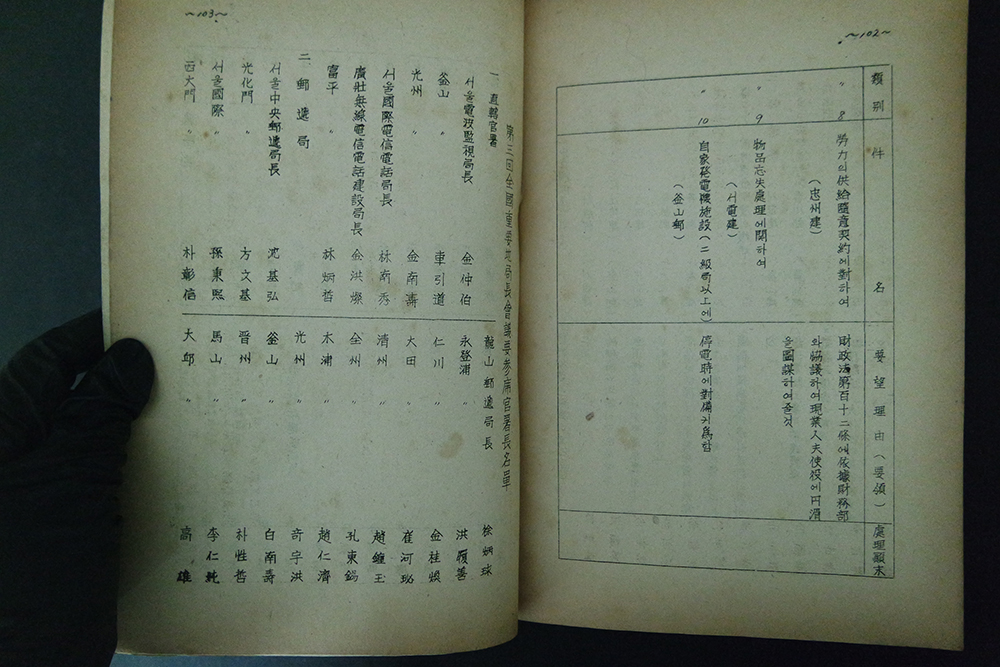 ~102~
類別
件名
要望理由(要領)
處理顚末
〃 8
勞力의供給隨意契約에對하여
(忠州建)
財政法第百十二條에依據財務部
와協議하여現業人夫使役에円滑
을圖謀하여줄것
〃 9
物品忘失處理에關하여
(서電建)
〃 10
自家發電機施設(二級局以上에)
(釜山郵)
停電時에對備키爲함
~103~
第三回全國重要地局長會議要參席官署長名單
一. 直轄官署
서울電波監視局長 金仲伯
釜山 〃 車引道
光州 〃 金南壽
서울國際電信電話局長 林南秀
廣壯無線電信電話建設局長 金洪燦
富平 〃 林炳哲
二. 郵遞局
서울中央郵遞局長 沈基弘
光化門 〃 方文基
서울國際 〃 孫秉熙
西大門 〃 朴彰信
龍山郵遞局長 徐炳球
永登浦 〃 洪履善
仁川 〃 金桂煥
大田 〃 崔河珌
清州 〃 趙鍾玉
全州 〃 孔東錫
木浦 〃 趙仁濟
光州 〃 奇宇洪
釜山 〃 白南壽
晋州 〃 朴性哲
馬山 〃 李仁
大邱 〃 高雄